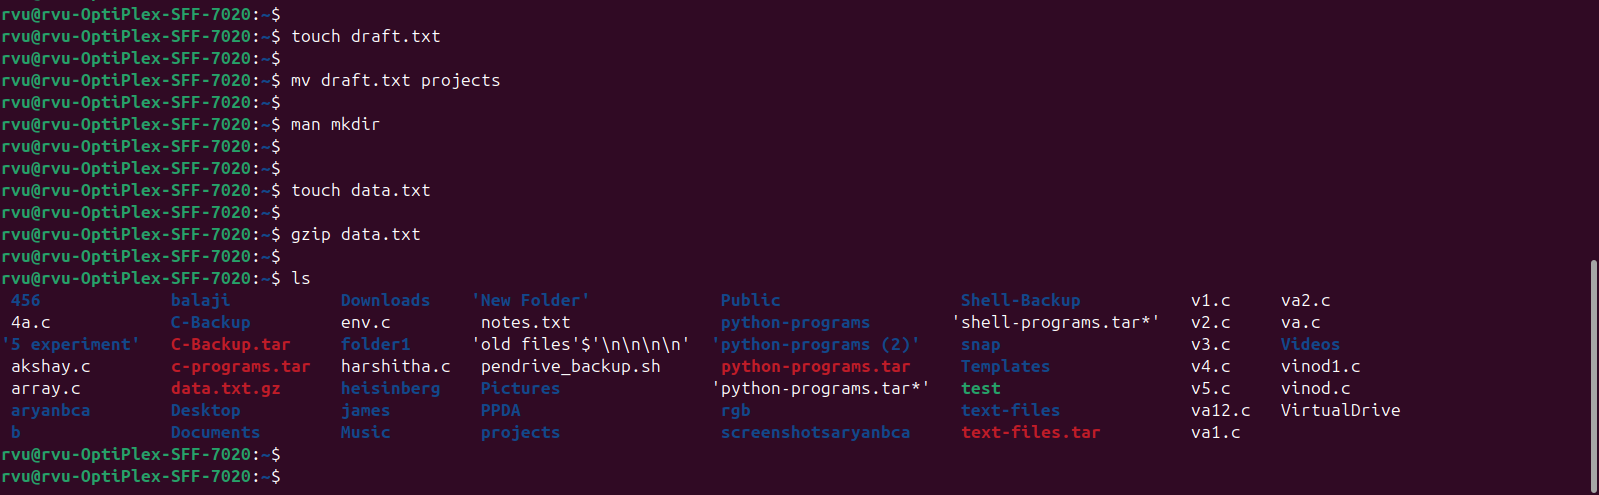 rvu@rvu-OptiPlex-SFF-7020:~$
rvu@rvu-OptiPlex-SFF-7020:~$ touch draft.txt
rvu@rvu-OptiPlex-SFF-7020:~$
rvu@rvu-OptiPlex-SFF-7020:~$ mv draft.txt projects
rvu@rvu-OptiPlex-SFF-7020:~$
rvu@rvu-OptiPlex-SFF-7020:~$ man mkdir
rvu@rvu-OptiPlex-SFF-7020:~$
rvu@rvu-OptiPlex-SFF-7020:~$
rvu@rvu-OptiPlex-SFF-7020:~$ touch data.txt
rvu@rvu-OptiPlex-SFF-7020:~$
rvu@rvu-OptiPlex-SFF-7020:~$ gzip data.txt
rvu@rvu-OptiPlex-SFF-7020:~$
rvu@rvu-OptiPlex-SFF-7020:~$ ls
 456             balaji           Downloads    'New Folder'             Public                  Shell-Backup          v1.c     va2.c
 4a.c            C-Backup         env.c         notes.txt               python-programs        'shell-programs.tar*'   v2.c     va.c
'5 experiment'   C-Backup.tar     folder1      'old files'$'\n\n\n\n'  'python-programs (2)'    snap                   v3.c     Videos
 akshay.c        c-programs.tar   harshitha.c   pendrive_backup.sh      python-programs.tar     Templates              v4.c     vinod1.c
 array.c         data.txt.gz      heisinberg    Pictures               'python-programs.tar*'   test                   v5.c     vinod.c
 aryanbca        Desktop          james         PPDA                    rgb                     text-files             va12.c   VirtualDrive
 b               Documents        Music         projects                screenshotsaryanbca     text-files.tar         va1.c
rvu@rvu-OptiPlex-SFF-7020:~$
rvu@rvu-OptiPlex-SFF-7020:~$